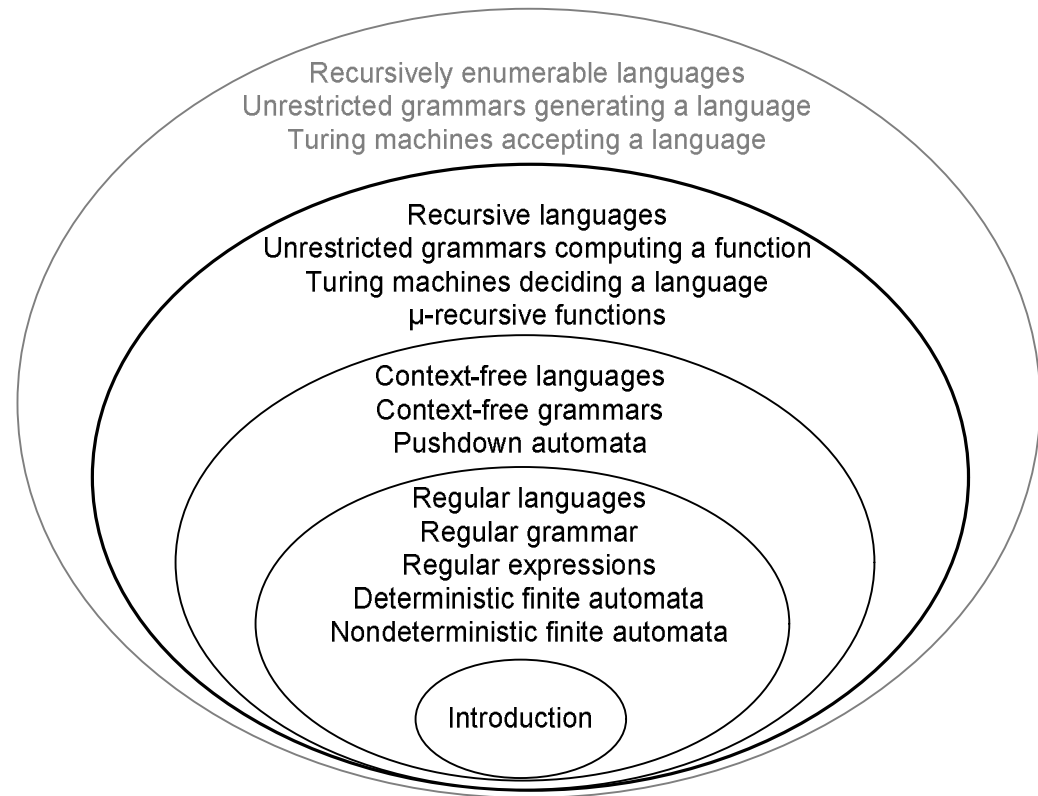 Recursively enumerable languages
Unrestricted grammars generating a language
Turing machines accepting a language
Recursive languages
Unrestricted grammars computing a function
Turing machines deciding a language
µ-recursive functions
Context-free languages
Context-free grammars
Pushdown automata
Regular languages
Regular grammar
Regular expressions
Deterministic finite automata
Nondeterministic finite automata
Introduction